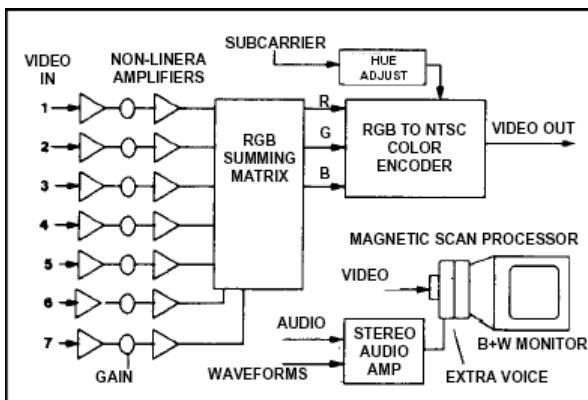 VIDEO
IN
NON-LINERA
AMPLIFIERS
SUBCARRIER
HUE
ADJUST
1
2
3
4
5
6
7
GAIN
RGB
SUMMING
MATRIX
R
G
B
RGB TO NTSC
COLOR
ENCODER
VIDEO OUT
MAGNETIC SCAN PROCESSOR
VIDEO
AUDIO
WAVEFORMS
STEREO
AUDIO
AMP
B+W MONITOR
EXTRA VOICE